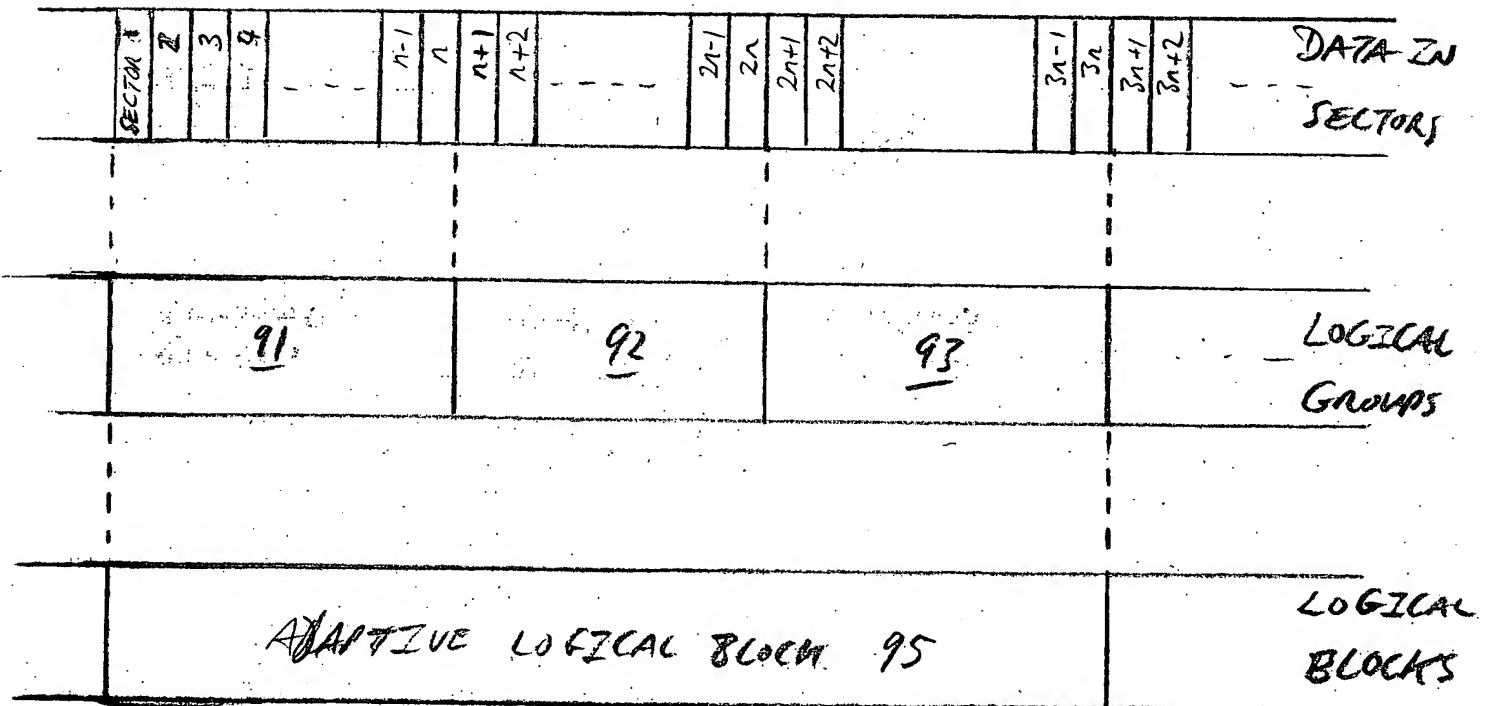 SECTOR 1 2 3 4 - - - n-1 n n+1 n+2 - - - - 2n-1 2n 2n+1 2n+2 3n-1 3n 3n+1 3n+2 - - - DATA IN
SECTORS
91 92 93 - - LOGICAL
GROUPS
ADAPTIVE LOGICAL BLOCK 95 LOGICAL
BLOCKS